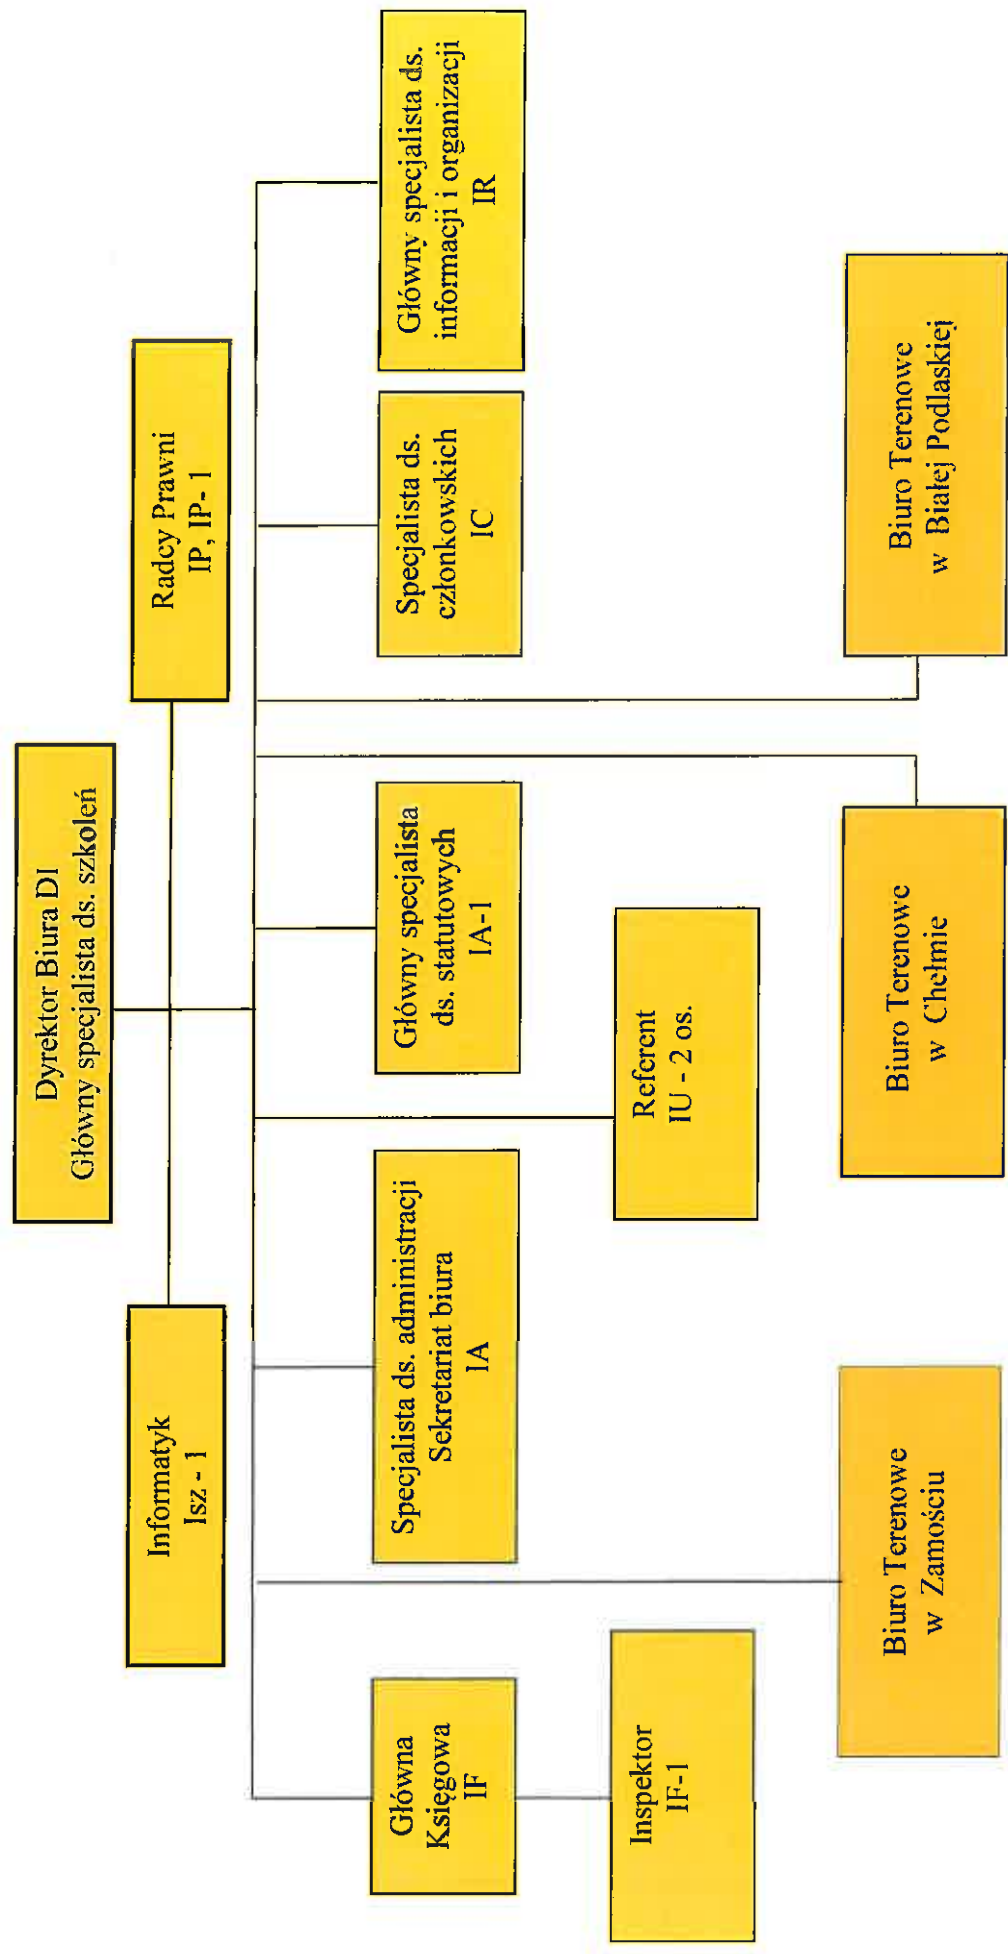 Dyrektor Biura DI
Główny specjalista ds. szkoleń
Informatyk
Isz - 1
Radcy Prawni
IP, IP- 1
Główna
Księgowa
IF
Specjalista ds. administracji
Sekretariat biura
IA
Główny specjalista
ds. statutowych
IA-1
Specjalista ds.
członkowskich
IC
Główny specjalista ds.
informacji i organizacji
IR
Inspektor
IF-1
Referent
IU - 2 os.
Biuro Terenowe
w Zamościu
Biuro Terenowe
w Chełmie
Biuro Terenowe
w Białej Podlaskiej